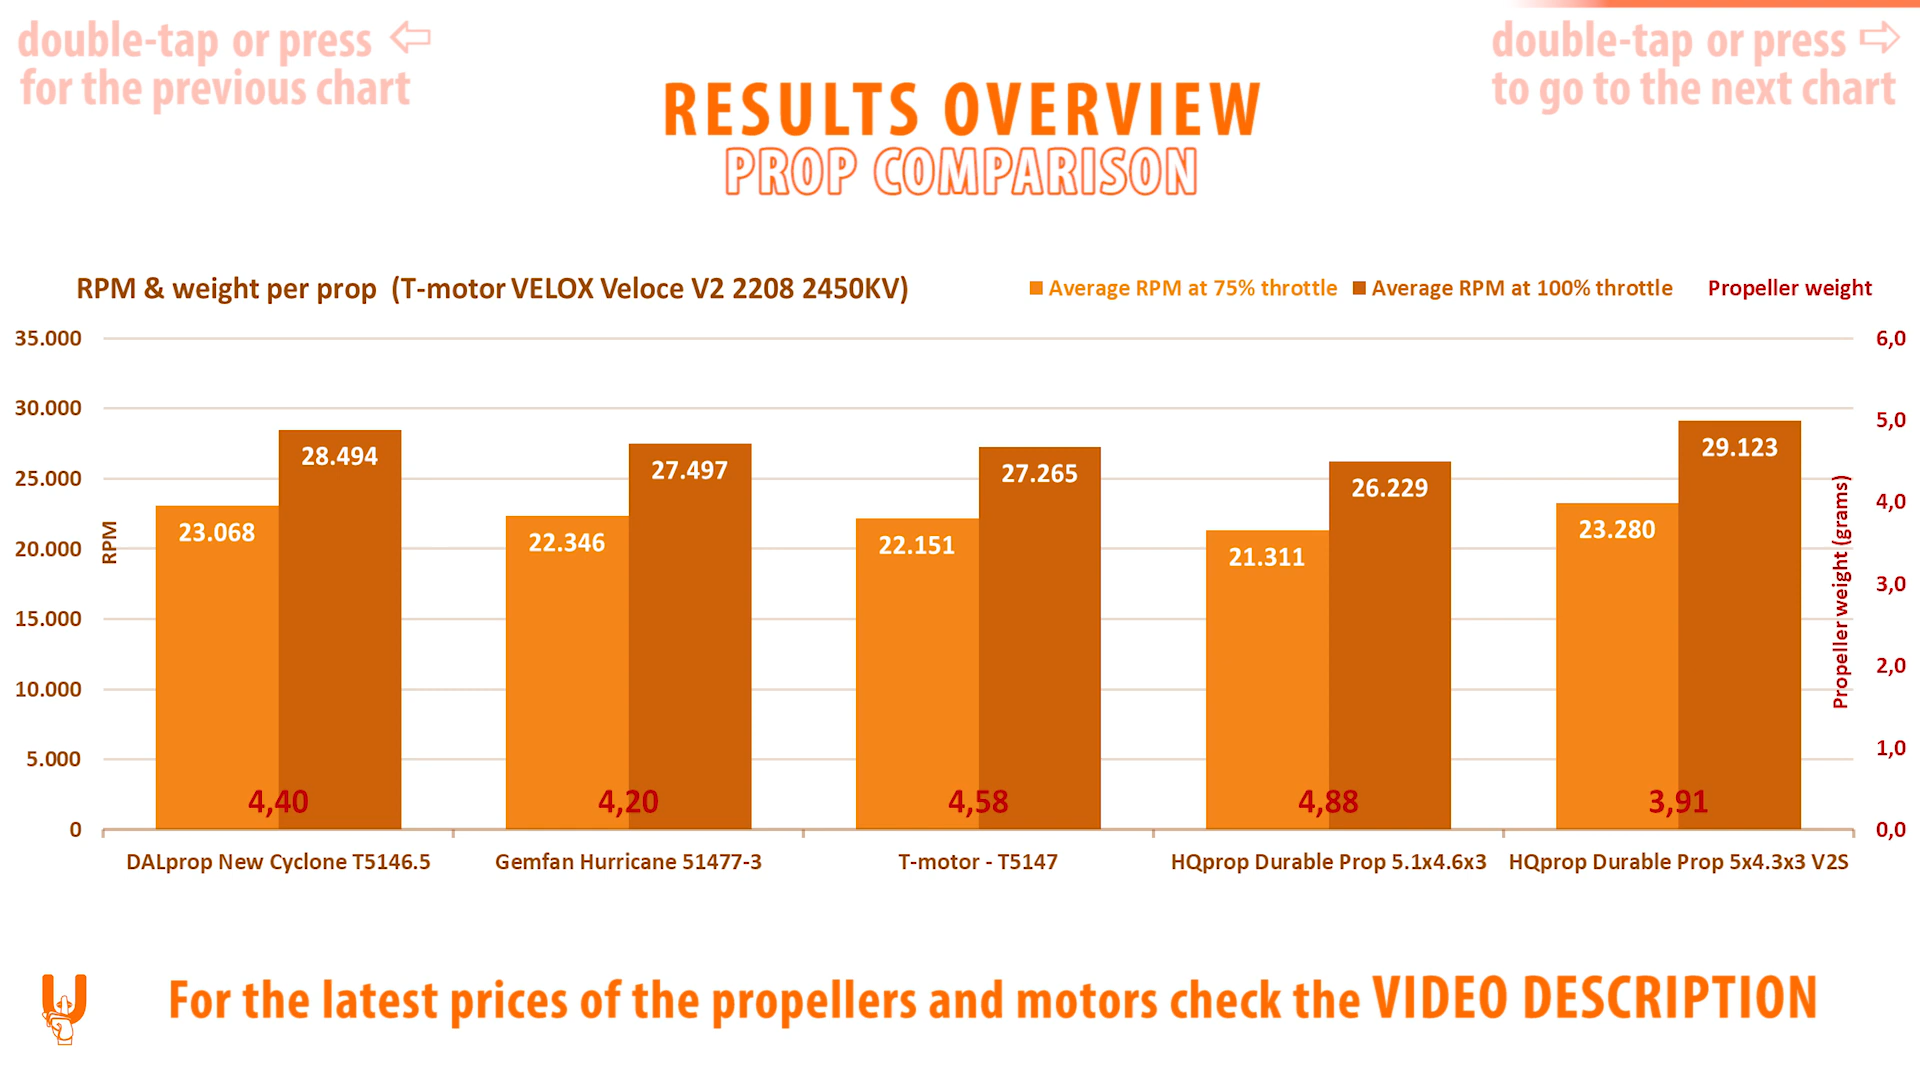 double-tap or press ⇦
for the previous chart
double-tap or press ⇨
to go to the next chart
RESULTS OVERVIEW
PROP COMPARISON
RPM & weight per prop (T-motor VELOX Veloce V2 2208 2450KV)
Average RPM at 75% throttle
Average RPM at 100% throttle
Propeller weight
35.000
30.000
25.000
20.000
15.000
10.000
5.000
0
RPM
6,0
5,0
4,0
3,0
2,0
1,0
0,0
Propeller weight (grams)
23.068
28.494
4,40
22.346
27.497
4,20
22.151
27.265
4,58
21.311
26.229
4,88
23.280
29.123
3,91
DALprop New Cyclone T5146.5
Gemfan Hurricane 51477-3
T-motor - T5147
HQprop Durable Prop 5.1x4.6x3
HQprop Durable Prop 5x4.3x3 V2S
For the latest prices of the propellers and motors check the VIDEO DESCRIPTION